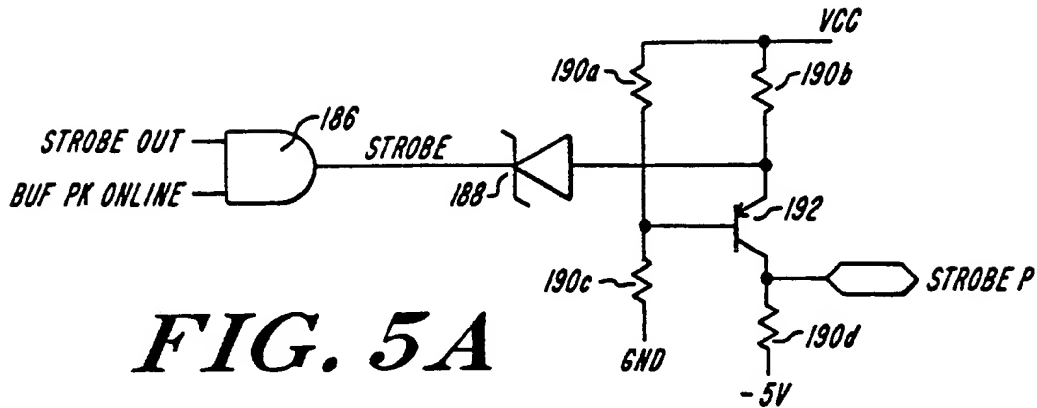 VCC
190a
190b
186
STROBE OUT
STROBE
BUF PK ONLINE
188
192
190c
STROBE P
190d
GND
-5V
FIG. 5A